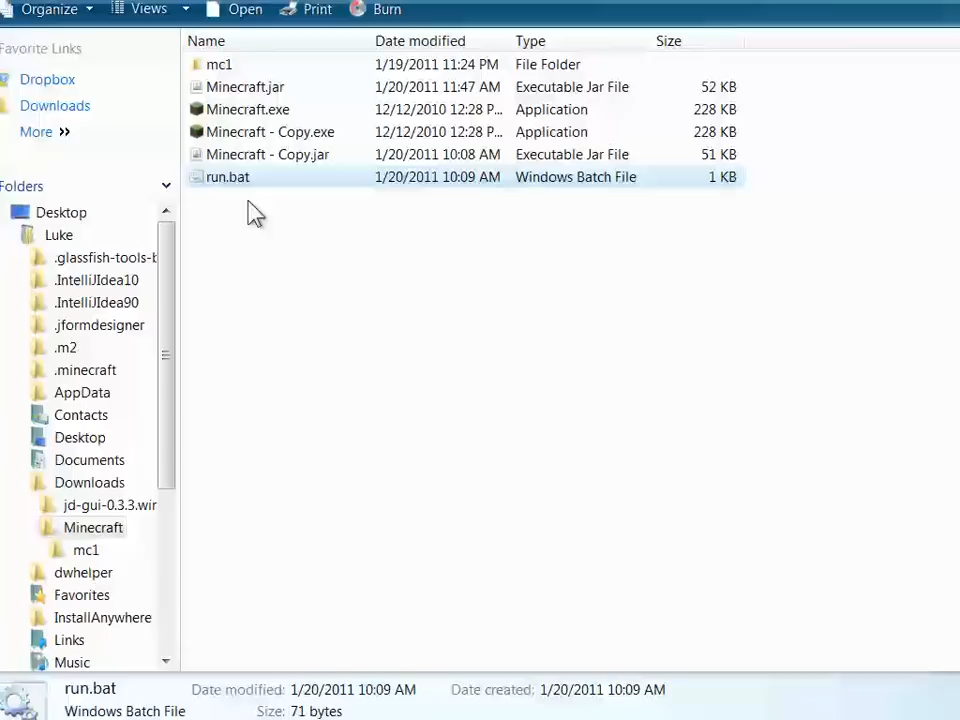 Organize Views Open Print Burn
Favorite Links
Name Date modified Type Size
mc1 1/19/2011 11:24 PM File Folder
Dropbox
Minecraft.jar 1/20/2011 11:47 AM Executable Jar File 52 KB
Downloads
Minecraft.exe 12/12/2010 12:28 P... Application 228 KB
More »
Minecraft - Copy.exe 12/12/2010 12:28 P... Application 228 KB
Minecraft - Copy.jar 1/20/2011 10:08 AM Executable Jar File 51 KB
run.bat 1/20/2011 10:09 AM Windows Batch File 1 KB
Folders
Desktop
Luke
.glassfish-tools-b
.IntelliJIdea10
.IntelliJIdea90
.jformdesigner
.m2
.minecraft
AppData
Contacts
Desktop
Documents
Downloads
jd-gui-0.3.3.wir
Minecraft
mc1
dwhelper
Favorites
InstallAnywhere
Links
Music
run.bat Date modified: 1/20/2011 10:09 AM Date created: 1/20/2011 10:09 AM
Windows Batch File Size: 71 bytes